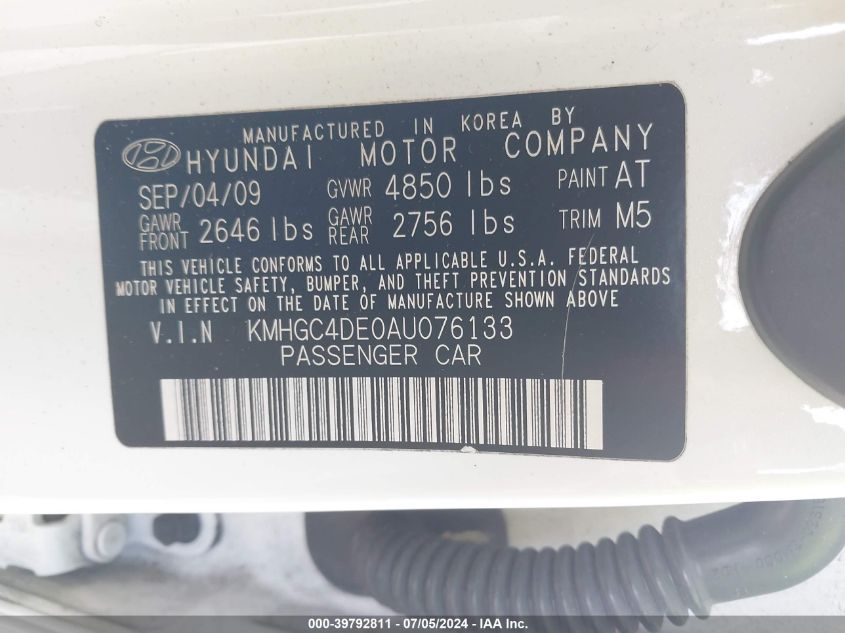 MANUFACTURED IN KOREA BY
HYUNDAI MOTOR COMPANY
SEP/04/09 GVWR 4850 lbs PAINT AT
GAWR FRONT 2646 lbs GAWR REAR 2756 lbs TRIM M5
THIS VEHICLE CONFORMS TO ALL APPLICABLE U.S.A. FEDERAL
MOTOR VEHICLE SAFETY, BUMPER, AND THEFT PREVENTION STANDARDS
IN EFFECT ON THE DATE OF MANUFACTURE SHOWN ABOVE
V.I.N KMHGC4DE0AU076133
PASSENGER CAR
000-39792811 - 07/05/2024 - IAA Inc.